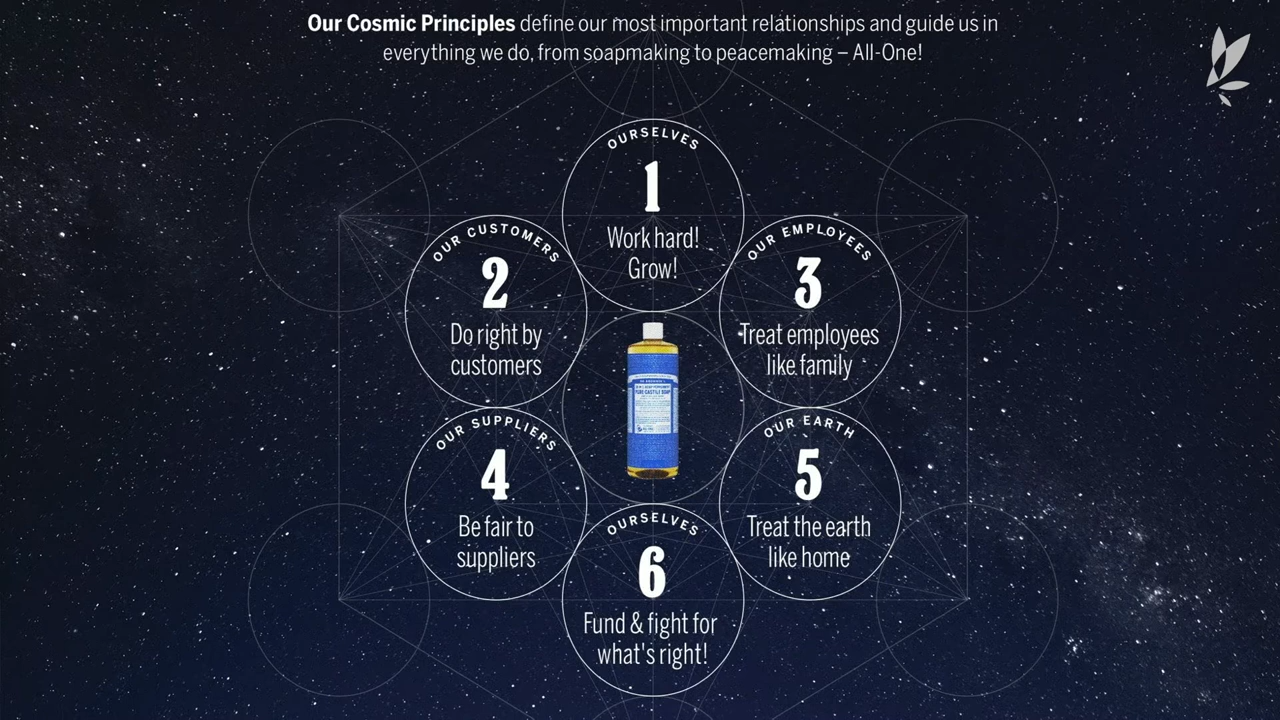 Our Cosmic Principles define our most important relationships and guide us in
everything we do, from soapmaking to peacemaking – All-One!
OURSELVES
1
Work hard!
Grow!
OUR CUSTOMERS
2
Do right by
customers
OUR EMPLOYEES
3
Treat employees
like family
PURE-CASTILE SOAP
OUR SUPPLIERS
4
Be fair to
suppliers
OUR EARTH
5
Treat the earth
like home
OURSELVES
6
Fund & fight for
what's right!